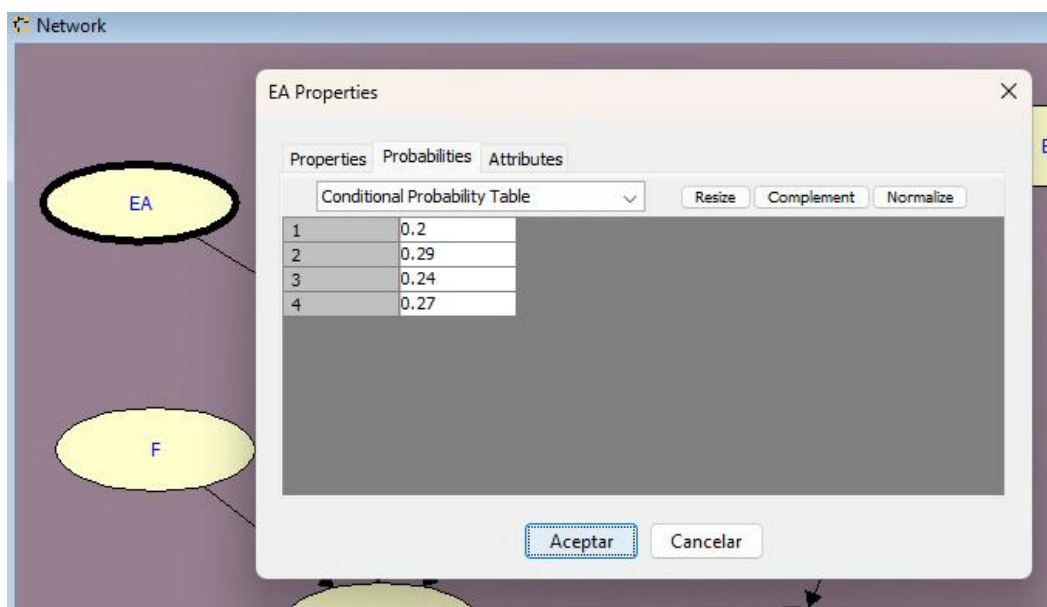 Network
EA Properties
Properties Probabilities Attributes
Conditional Probability Table Resize Complement Normalize
1 0.2
2 0.29
3 0.24
4 0.27
EA
F
Aceptar Cancelar